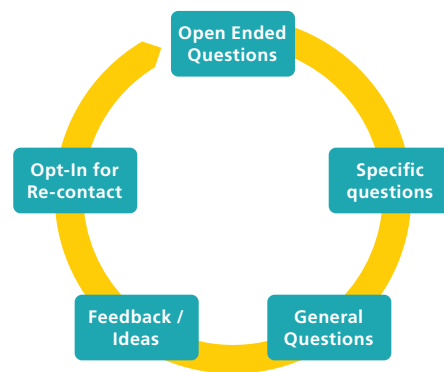 Open Ended
Questions
Specific
questions
General
Questions
Feedback /
Ideas
Opt-In for
Re-contact